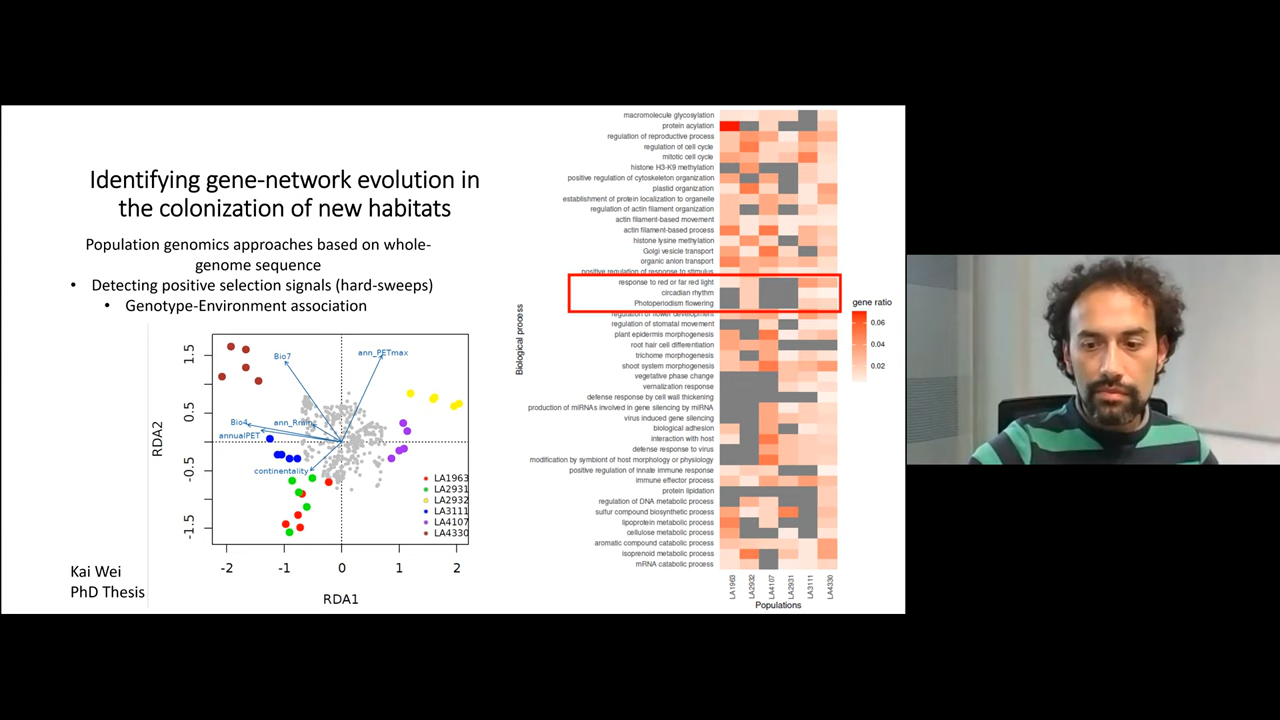 Identifying gene-network evolution in
the colonization of new habitats
Population genomics approaches based on whole-
genome sequence
• Detecting positive selection signals (hard-sweeps)
• Genotype-Environment association
RDA2
1.5
0.5
-0.5
-1.5
Bio7
ann_PETmax
Bio4
ann_Rmin
annualPET
continentality
LA1963
LA2931
LA2932
LA3111
LA4107
LA4330
-2
-1
0
1
2
RDA1
Kai Wei
PhD Thesis
Biological process
macromolecule glycosylation
protein acylation
regulation of reproductive process
regulation of cell cycle
mitotic cell cycle
histone H3-K9 methylation
positive regulation of cytoskeleton organization
plastid organization
establishment of protein localization to organelle
regulation of actin filament organization
actin filament-based movement
actin filament-based process
histone lysine methylation
Golgi vesicle transport
organic anion transport
positive regulation of response to stimulus
response to red or far red light
circadian rhythm
Photoperiodism flowering
regulation of flower development
regulation of stomatal movement
plant epidermis morphogenesis
root hair cell differentiation
trichome morphogenesis
shoot system morphogenesis
vegetative phase change
vernalization response
defense response by cell wall thickening
production of miRNAs involved in gene silencing by miRNA
virus induced gene silencing
biological adhesion
interaction with host
defense response to virus
modification by symbiont of host morphology or physiology
positive regulation of innate immune response
immune effector process
protein lipidation
regulation of DNA metabolic process
sulfur compound biosynthetic process
lipoprotein metabolic process
cellulose metabolic process
aromatic compound catabolic process
isoprenoid metabolic process
mRNA catabolic process
LA1963
LA2932
LA4107
LA2931
LA3111
LA4330
Populations
gene ratio
0.06
0.04
0.02